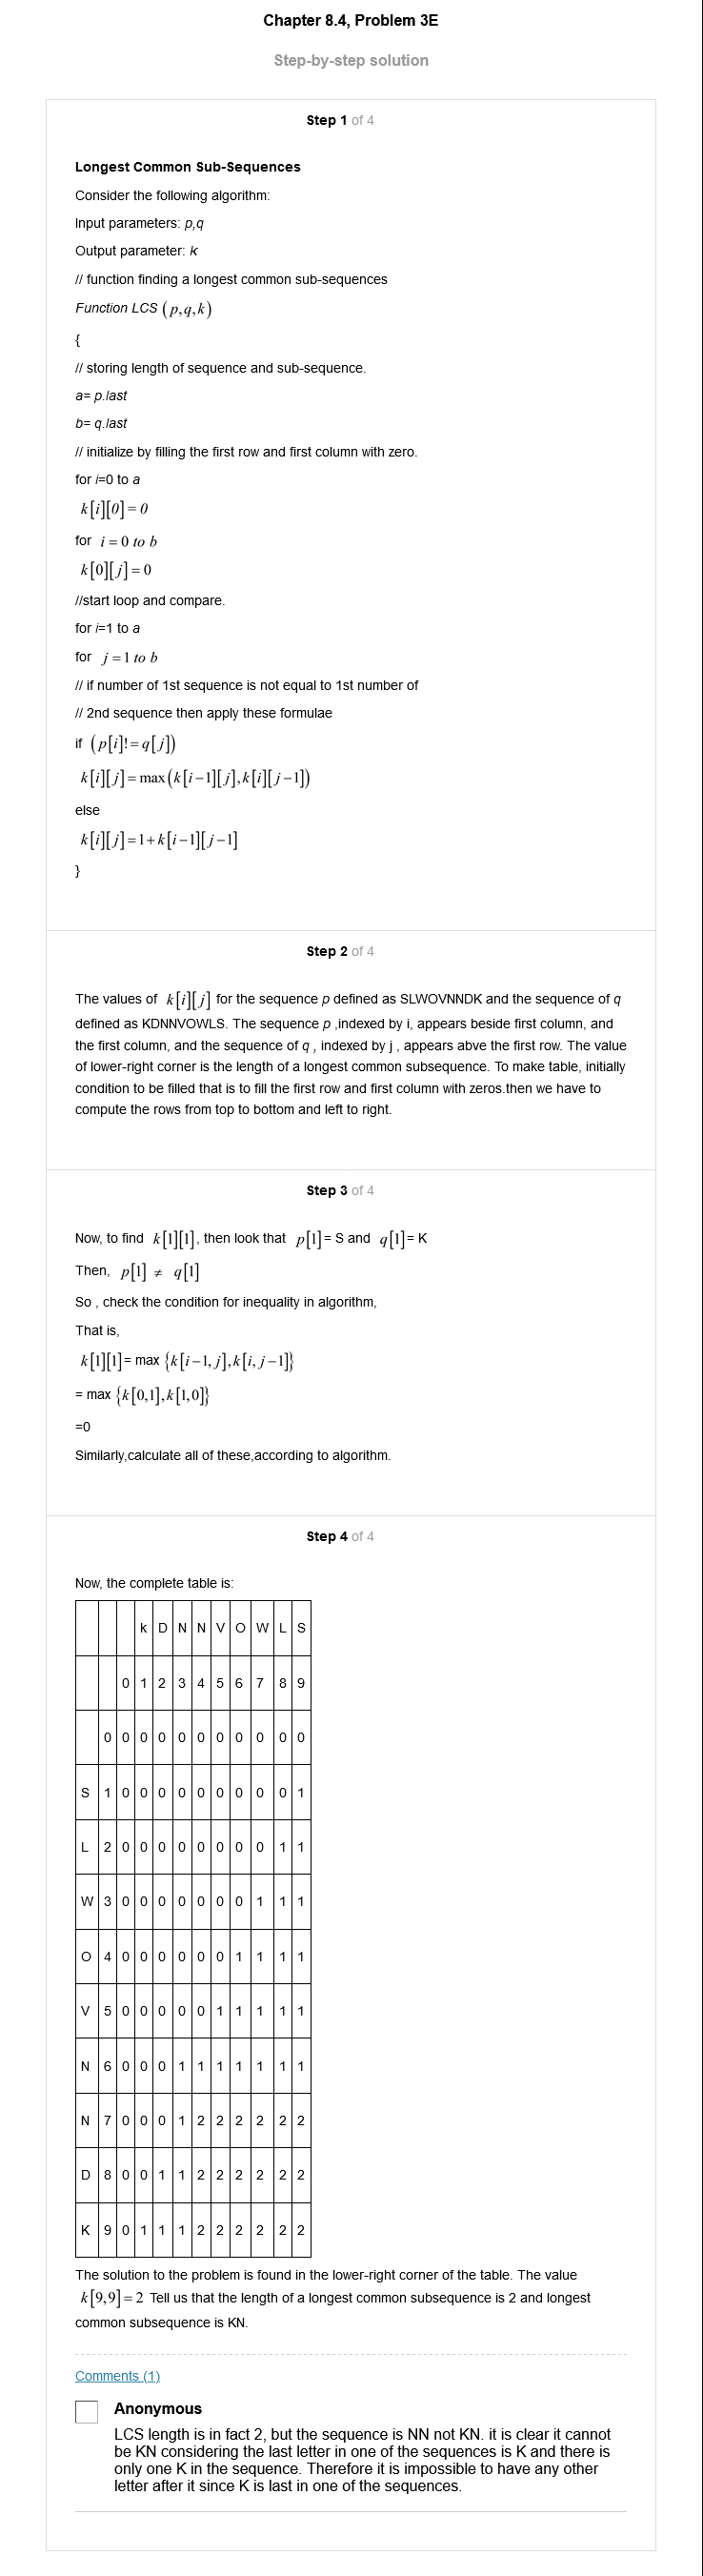 Chapter 8.4, Problem 3E
Step-by-step solution
Step 1 of 4
Longest Common Sub-Sequences
Consider the following algorithm:
Input parameters: p,q
Output parameter: k
// function finding a longest common sub-sequences
Function LCS (p,q,k)
{
// storing length of sequence and sub-sequence.
a= p.last
b= q.last
// initialize by filling the first row and first column with zero.
for i=0 to a
k[i][0]=0
for i=0 to b
k[0][j]=0
//start loop and compare.
for i=1 to a
for j=1 to b
// if number of 1st sequence is not equal to 1st number of
// 2nd sequence then apply these formulae
if (p[i]!=q[j])
k[i][j]=max(k[i−1][j],k[i][j−1])
else
k[i][j]=1+k[i−1][j−1]
}
Step 2 of 4
The values of k[i][j] for the sequence p defined as SLWOVNNDK and the sequence of q
defined as KDNNVOWLS. The sequence p ,indexed by i, appears beside first column, and
the first column, and the sequence of q , indexed by j , appears abve the first row. The value
of lower-right corner is the length of a longest common subsequence. To make table, initially
condition to be filled that is to fill the first row and first column with zeros.then we have to
compute the rows from top to bottom and left to right.
Step 3 of 4
Now, to find k[1][1], then look that p[1]= S and q[1]= K
Then, p[1] ≠ q[1]
So , check the condition for inequality in algorithm,
That is,
k[1][1]= max {k[i−1,j],k[i,j−1]}
= max {k[0,1],k[1,0]}
=0
Similarly,calculate all of these,according to algorithm.
Step 4 of 4
Now, the complete table is:
k D N N V O W L S
0 1 2 3 4 5 6 7 8 9
0 0 0 0 0 0 0 0 0 0 0
S 1 0 0 0 0 0 0 0 0 0 1
L 2 0 0 0 0 0 0 0 0 1 1
W 3 0 0 0 0 0 0 0 1 1 1
O 4 0 0 0 0 0 0 1 1 1 1
V 5 0 0 0 0 0 1 1 1 1 1
N 6 0 0 0 1 1 1 1 1 1 1
N 7 0 0 0 1 2 2 2 2 2 2
D 8 0 0 1 1 2 2 2 2 2 2
K 9 0 1 1 1 2 2 2 2 2 2
The solution to the problem is found in the lower-right corner of the table. The value
k[9,9]=2 Tell us that the length of a longest common subsequence is 2 and longest
common subsequence is KN.
Comments (1)
Anonymous
LCS length is in fact 2, but the sequence is NN not KN. it is clear it cannot
be KN considering the last letter in one of the sequences is K and there is
only one K in the sequence. Therefore it is impossible to have any other
letter after it since K is last in one of the sequences.